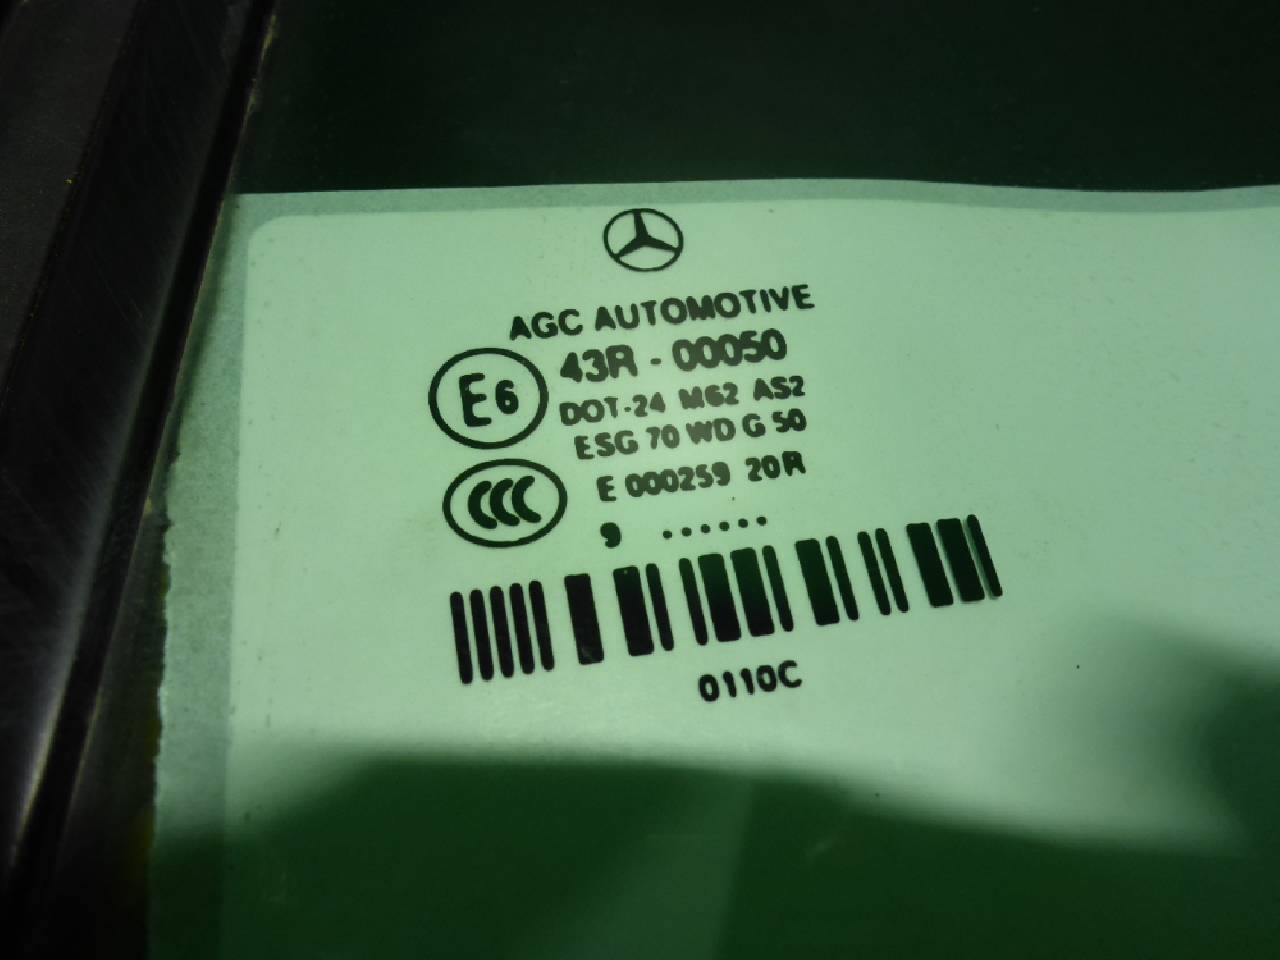 AGC AUTOMOTIVE
43R - 00050
E6
DOT-24 M62 AS2
ESG 70 WD G 50
CCC
E 000259 20R
9 ......
0110C